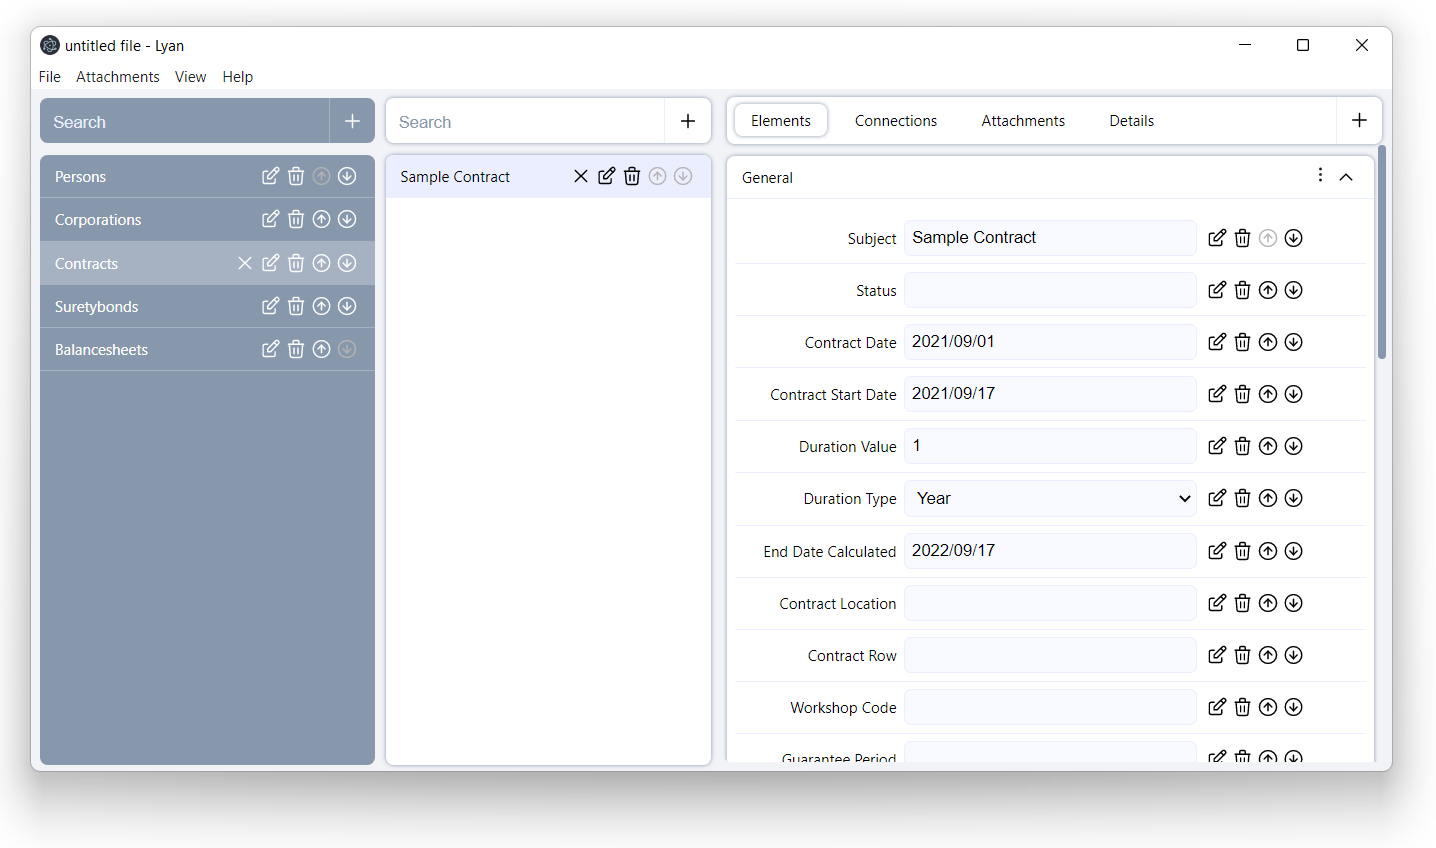 untitled file - Lyan
File Attachments View Help
Search
Persons
Corporations
Contracts
Suretybonds
Balancesheets
Search
Sample Contract
Elements Connections Attachments Details
General
Subject Sample Contract
Status
Contract Date 2021/09/01
Contract Start Date 2021/09/17
Duration Value 1
Duration Type Year
End Date Calculated 2022/09/17
Contract Location
Contract Row
Workshop Code
Guarantee Period